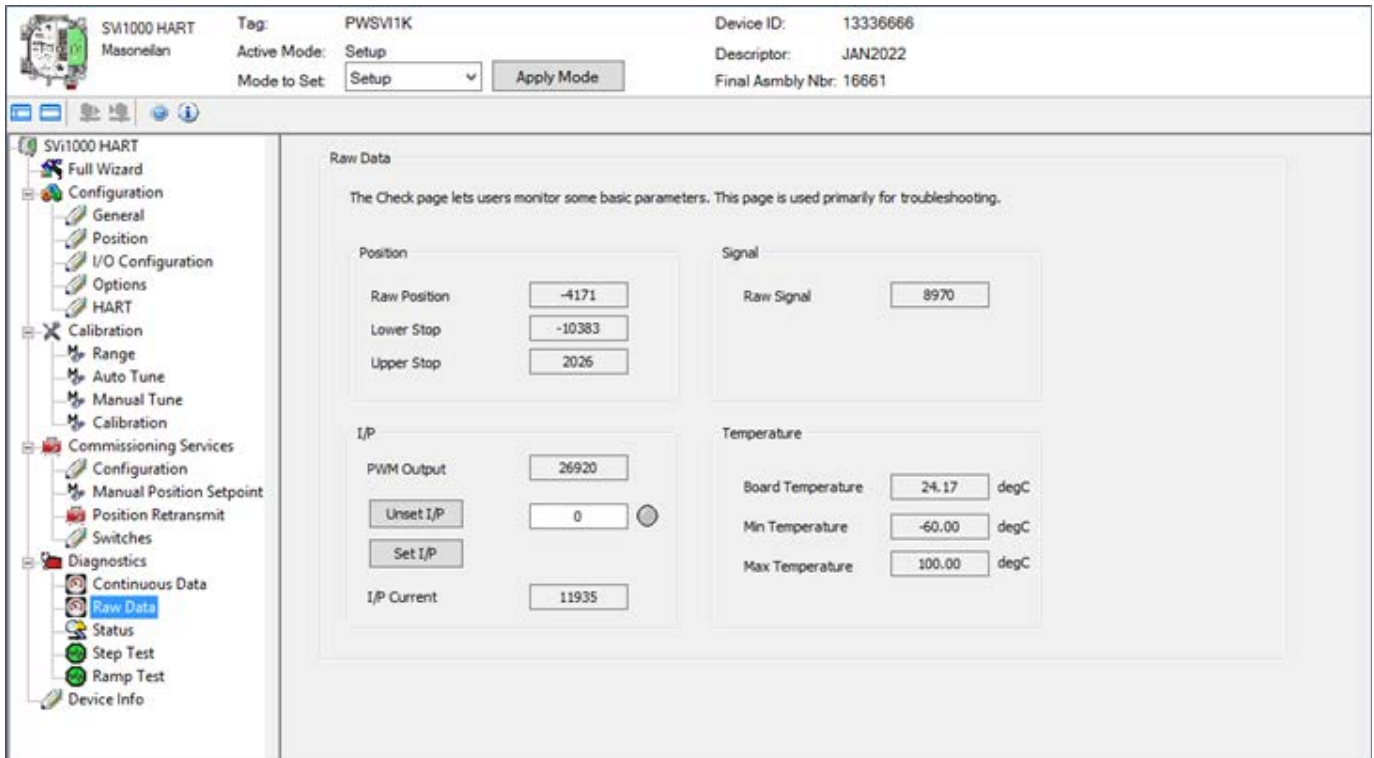 SVi1000 HART
Masoneilan
Tag: PWSVI1K
Active Mode: Setup
Mode to Set: Setup Apply Mode
Device ID: 13336666
Descriptor: JAN2022
Final Asmbly Nbr: 16661
SVi1000 HART
Full Wizard
Configuration
General
Position
I/O Configuration
Options
HART
Calibration
Range
Auto Tune
Manual Tune
Calibration
Commissioning Services
Configuration
Manual Position Setpoint
Position Retransmit
Switches
Diagnostics
Continuous Data
Raw Data
Status
Step Test
Ramp Test
Device Info
Raw Data
The Check page lets users monitor some basic parameters. This page is used primarily for troubleshooting.
Position
Raw Position -4171
Lower Stop -10383
Upper Stop 2026
Signal
Raw Signal 8970
I/P
PWM Output 26920
Unset I/P 0
Set I/P
I/P Current 11935
Temperature
Board Temperature 24.17 degC
Min Temperature -60.00 degC
Max Temperature 100.00 degC